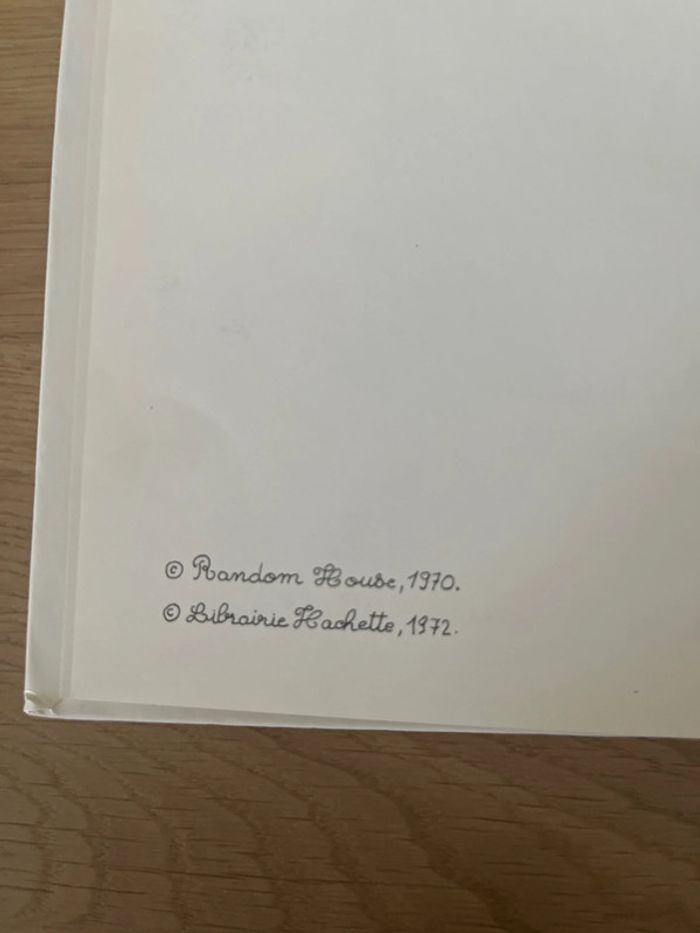 © Random House, 1970.
© Librairie Hachette, 1972.